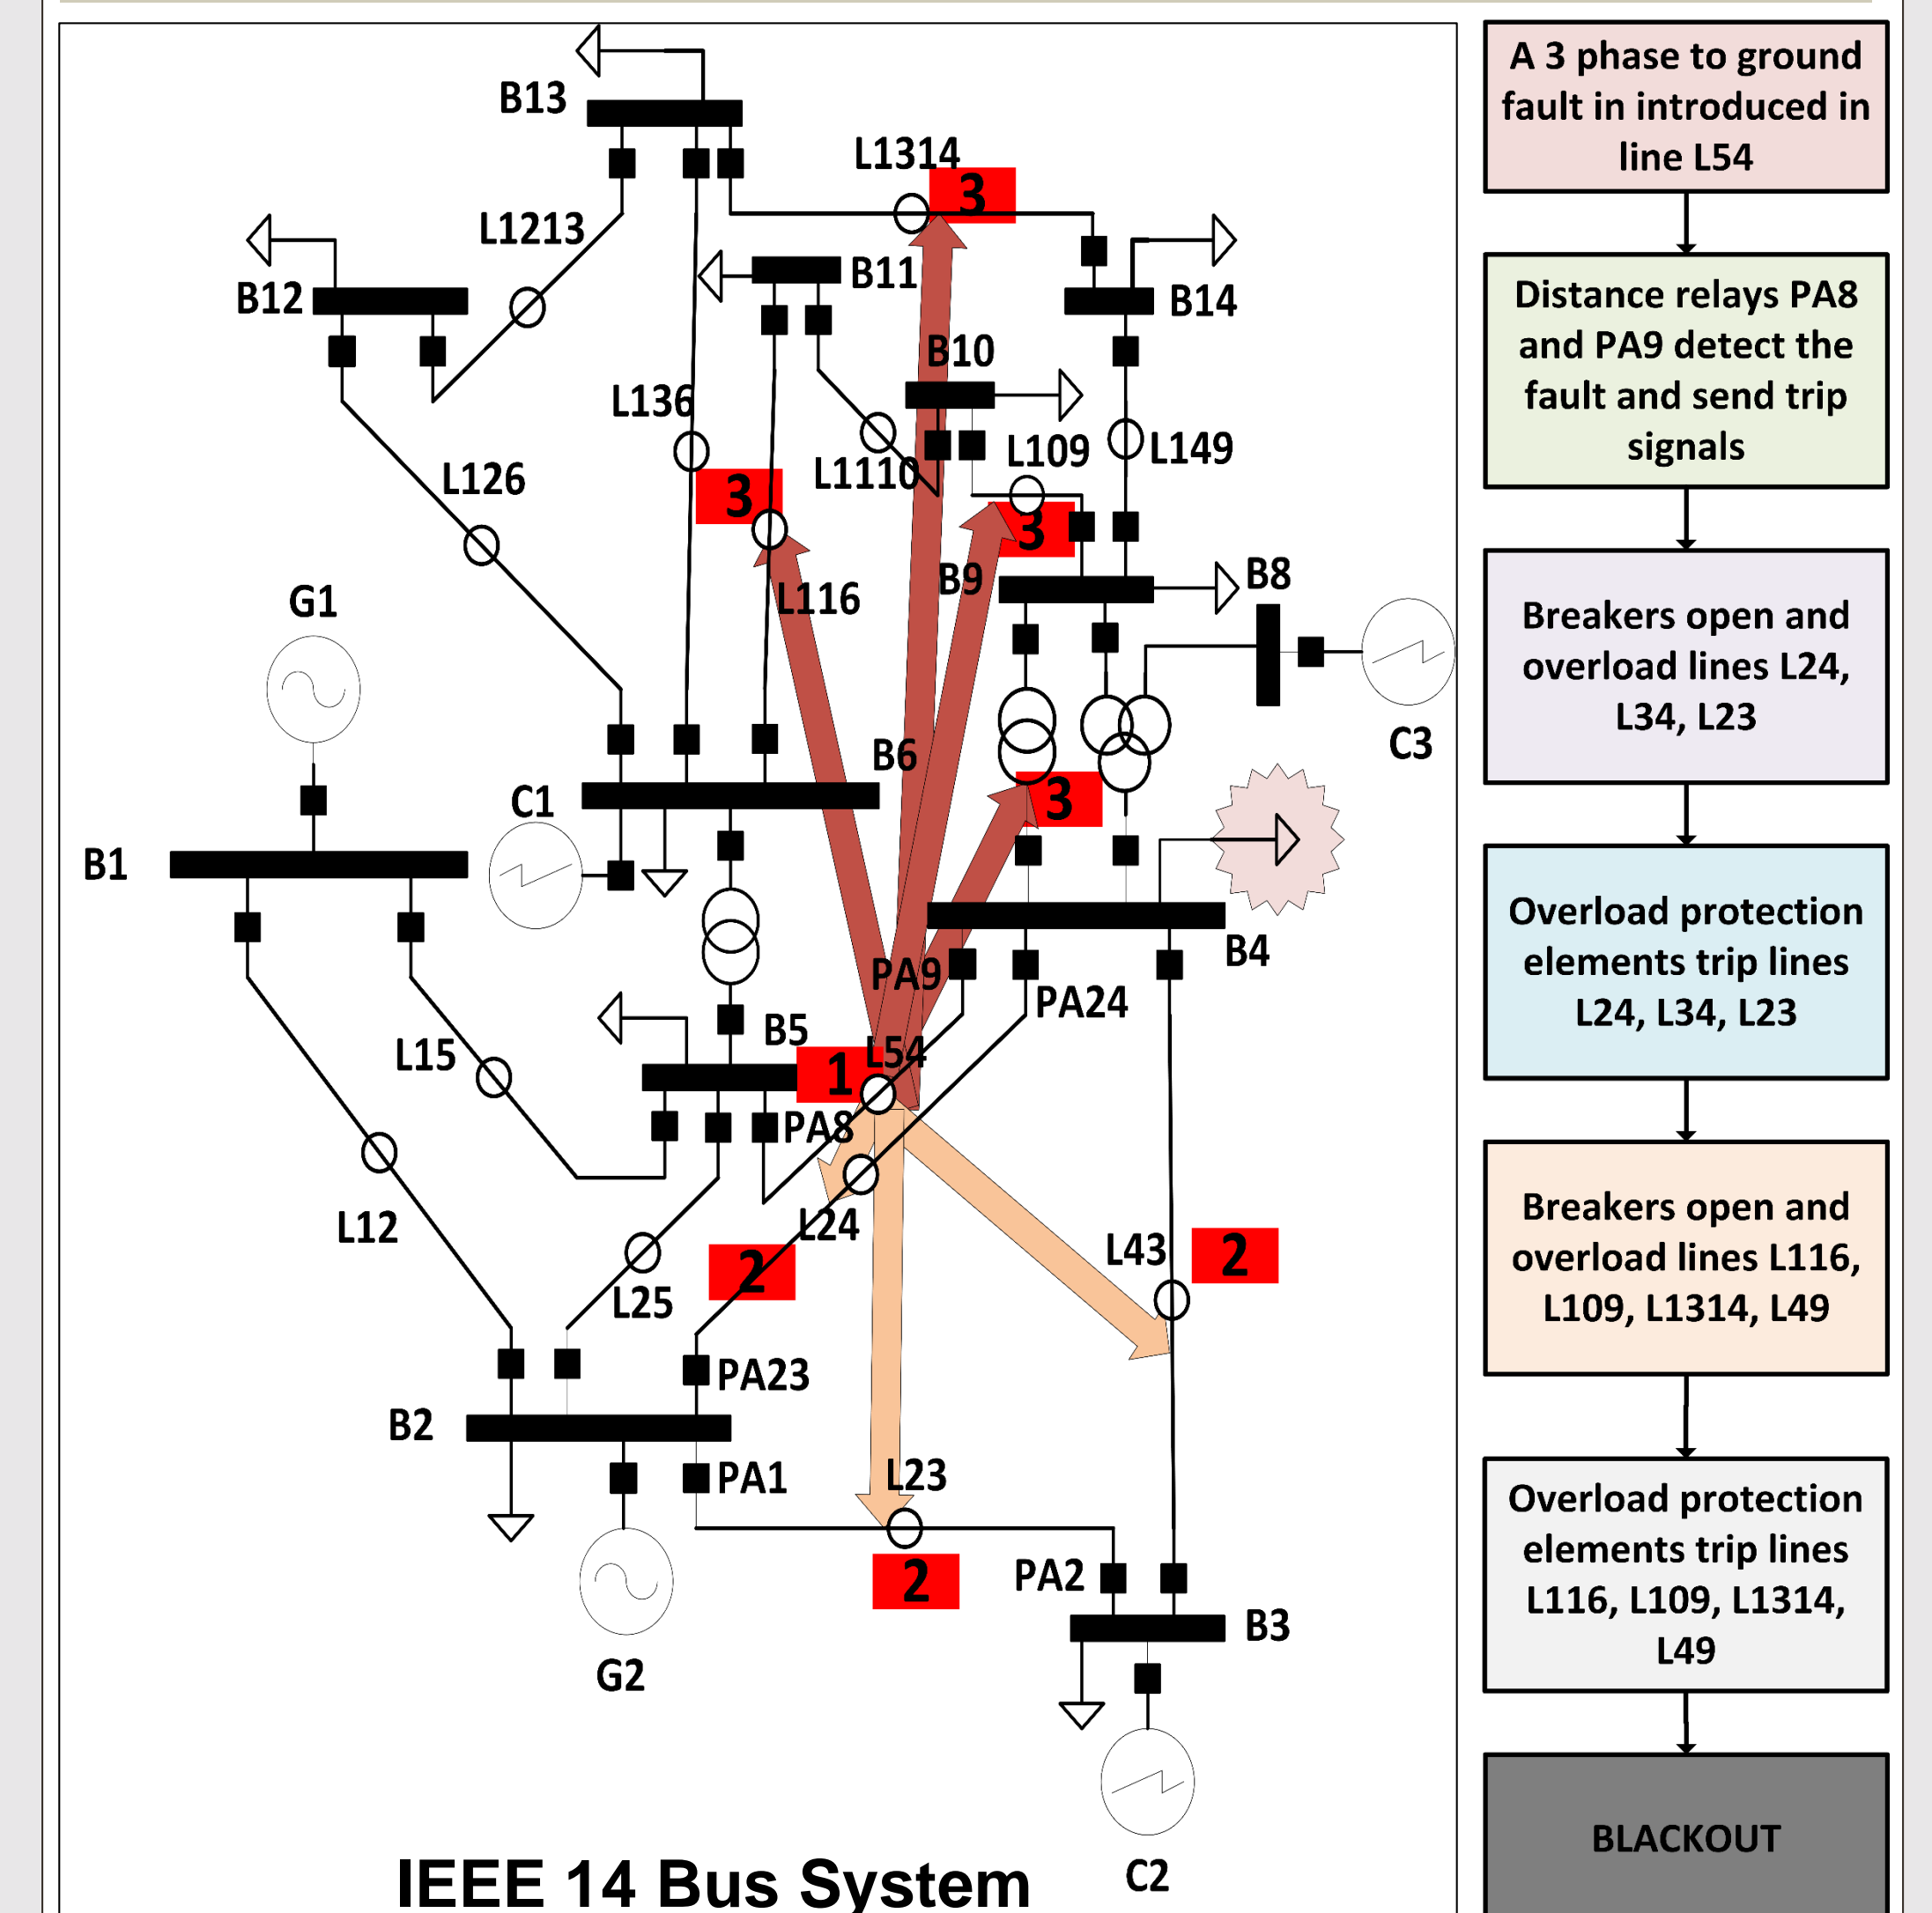 B13
L1314
3
L1213
B12
B11
B14
B10
L136
L109
L149
L1110
L126
3
3
B9
B8
L116
G1
B6
C3
C1
3
B1
B4
PA9
PA24
B5
L54
L15
1
PA8
L12
L24
L43
2
2
L25
PA23
B2
PA1
L23
PA2
2
B3
G2
C2
IEEE 14 Bus System
A 3 phase to ground
fault in introduced in
line L54
Distance relays PA8
and PA9 detect the
fault and send trip
signals
Breakers open and
overload lines L24,
L34, L23
Overload protection
elements trip lines
L24, L34, L23
Breakers open and
overload lines L116,
L109, L1314, L49
Overload protection
elements trip lines
L116, L109, L1314,
L49
BLACKOUT